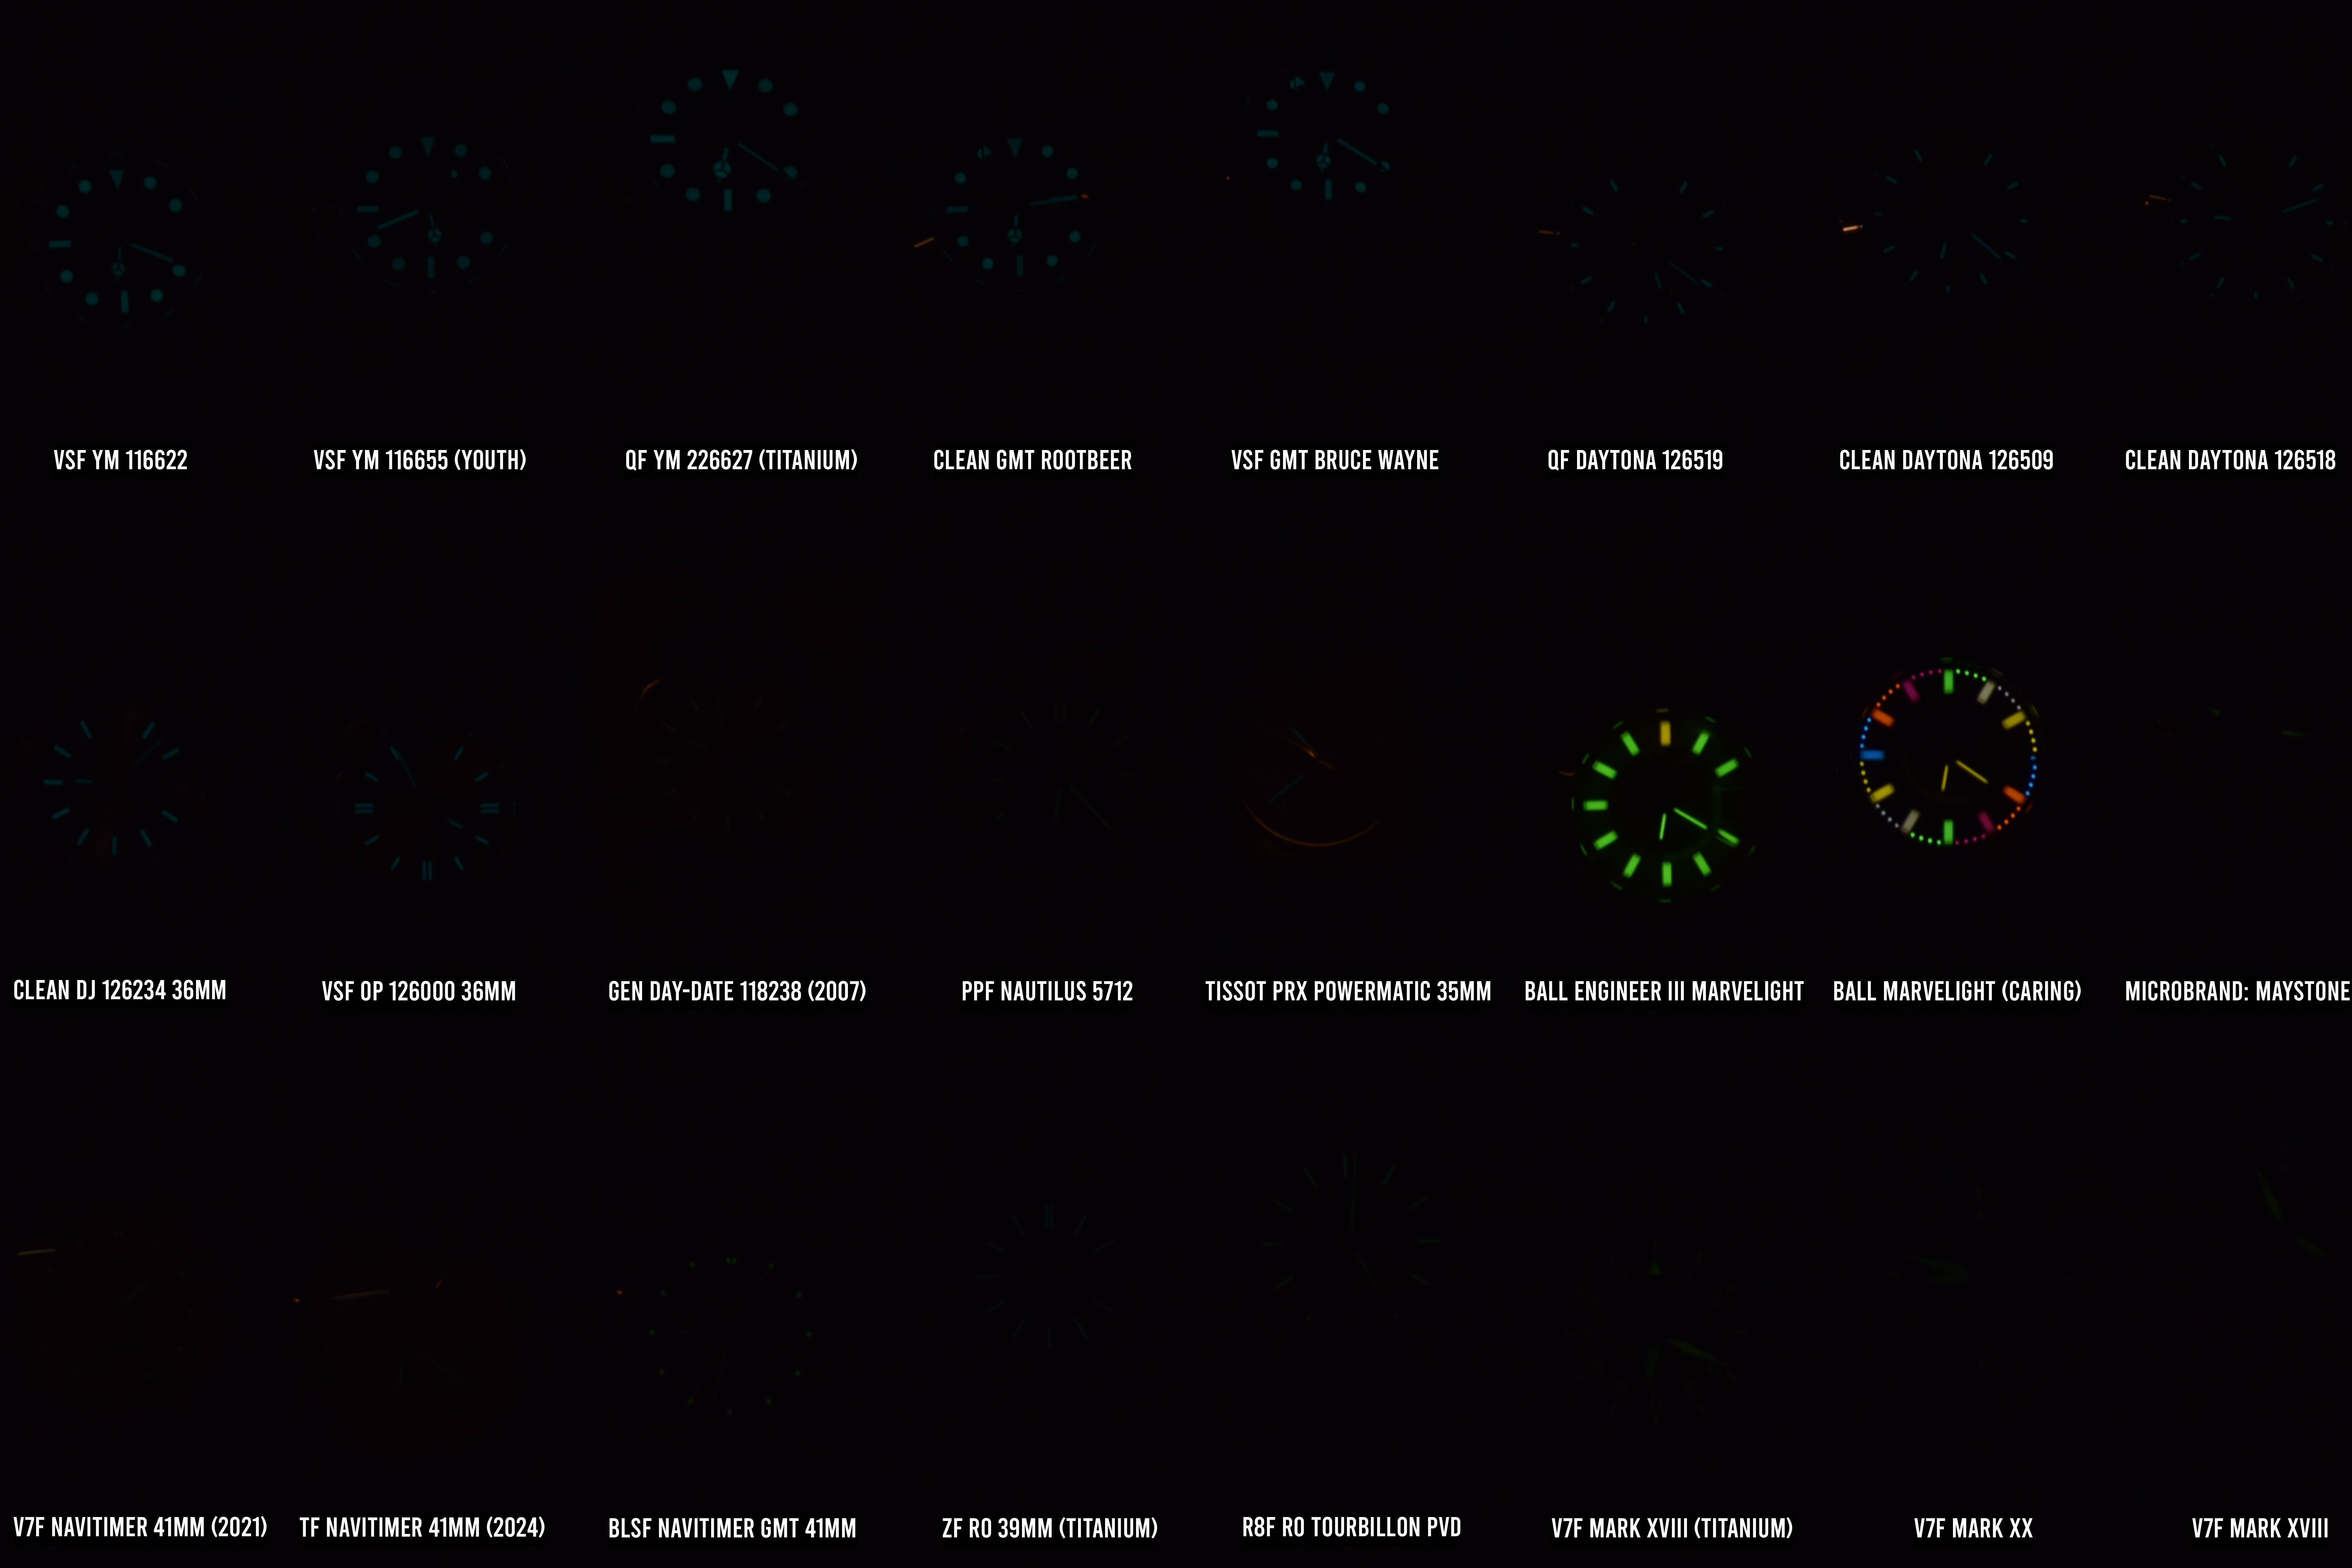 VSF YM 116622
VSF YM 116655 (YOUTH)
QF YM 226627 (TITANIUM)
CLEAN GMT ROOTBEER
VSF GMT BRUCE WAYNE
QF DAYTONA 126519
CLEAN DAYTONA 126509
CLEAN DAYTONA 126518
CLEAN DJ 126234 36MM
VSF OP 126000 36MM
GEN DAY-DATE 118238 (2007)
PPF NAUTILUS 5712
TISSOT PRX POWERMATIC 35MM
BALL ENGINEER III MARVELIGHT
BALL MARVELIGHT (CARING)
MICROBRAND: MAYSTONE
V7F NAVITIMER 41MM (2021)
TF NAVITIMER 41MM (2024)
BLSF NAVITIMER GMT 41MM
ZF RO 39MM (TITANIUM)
R8F RO TOURBILLON PVD
V7F MARK XVIII (TITANIUM)
V7F MARK XX
V7F MARK XVIII